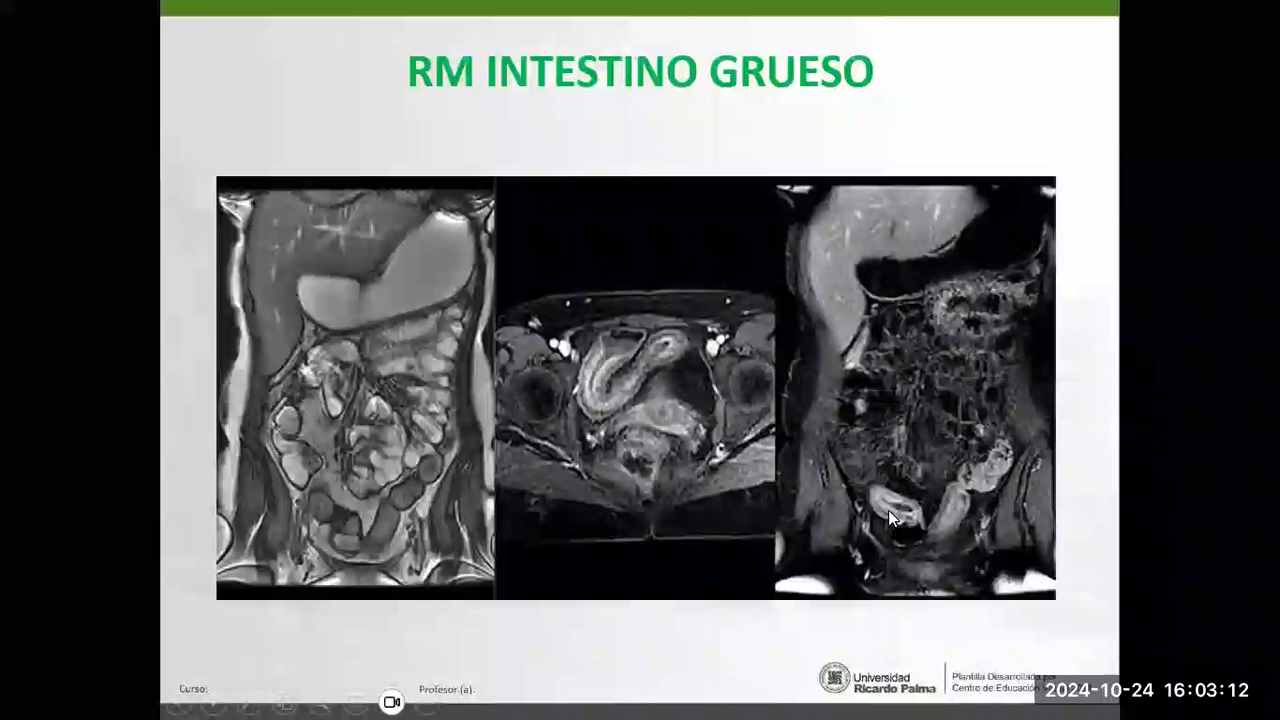 RM INTESTINO GRUESO
Universidad
Ricardo Palma
Plantilla Desarrollada
Centro de Educación
Curso:
Profesor (a):
2024-10-24 16:03:12